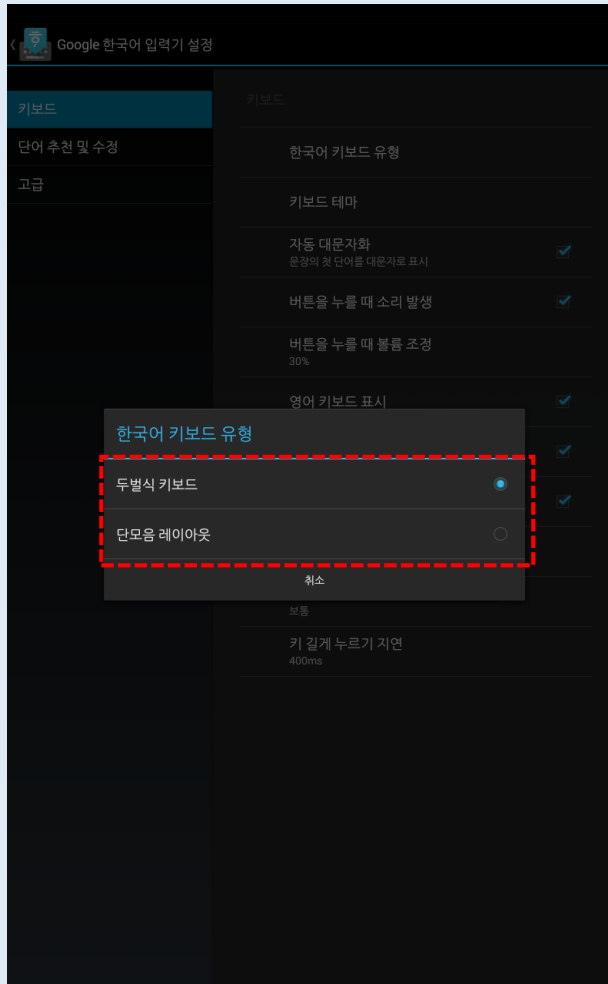 Google 한국어 입력기 설정
키보드
단어 추천 및 수정
고급
키보드
한국어 키보드 유형
키보드 테마
자동 대문자화
문장의 첫 단어를 대문자로 표시
버튼을 누를 때 소리 발생
버튼을 누를 때 볼륨 조정
30%
영어 키보드 표시
한국어 키보드 유형
두벌식 키보드
단모음 레이아웃
취소
보통
키 길게 누르기 지연
400ms